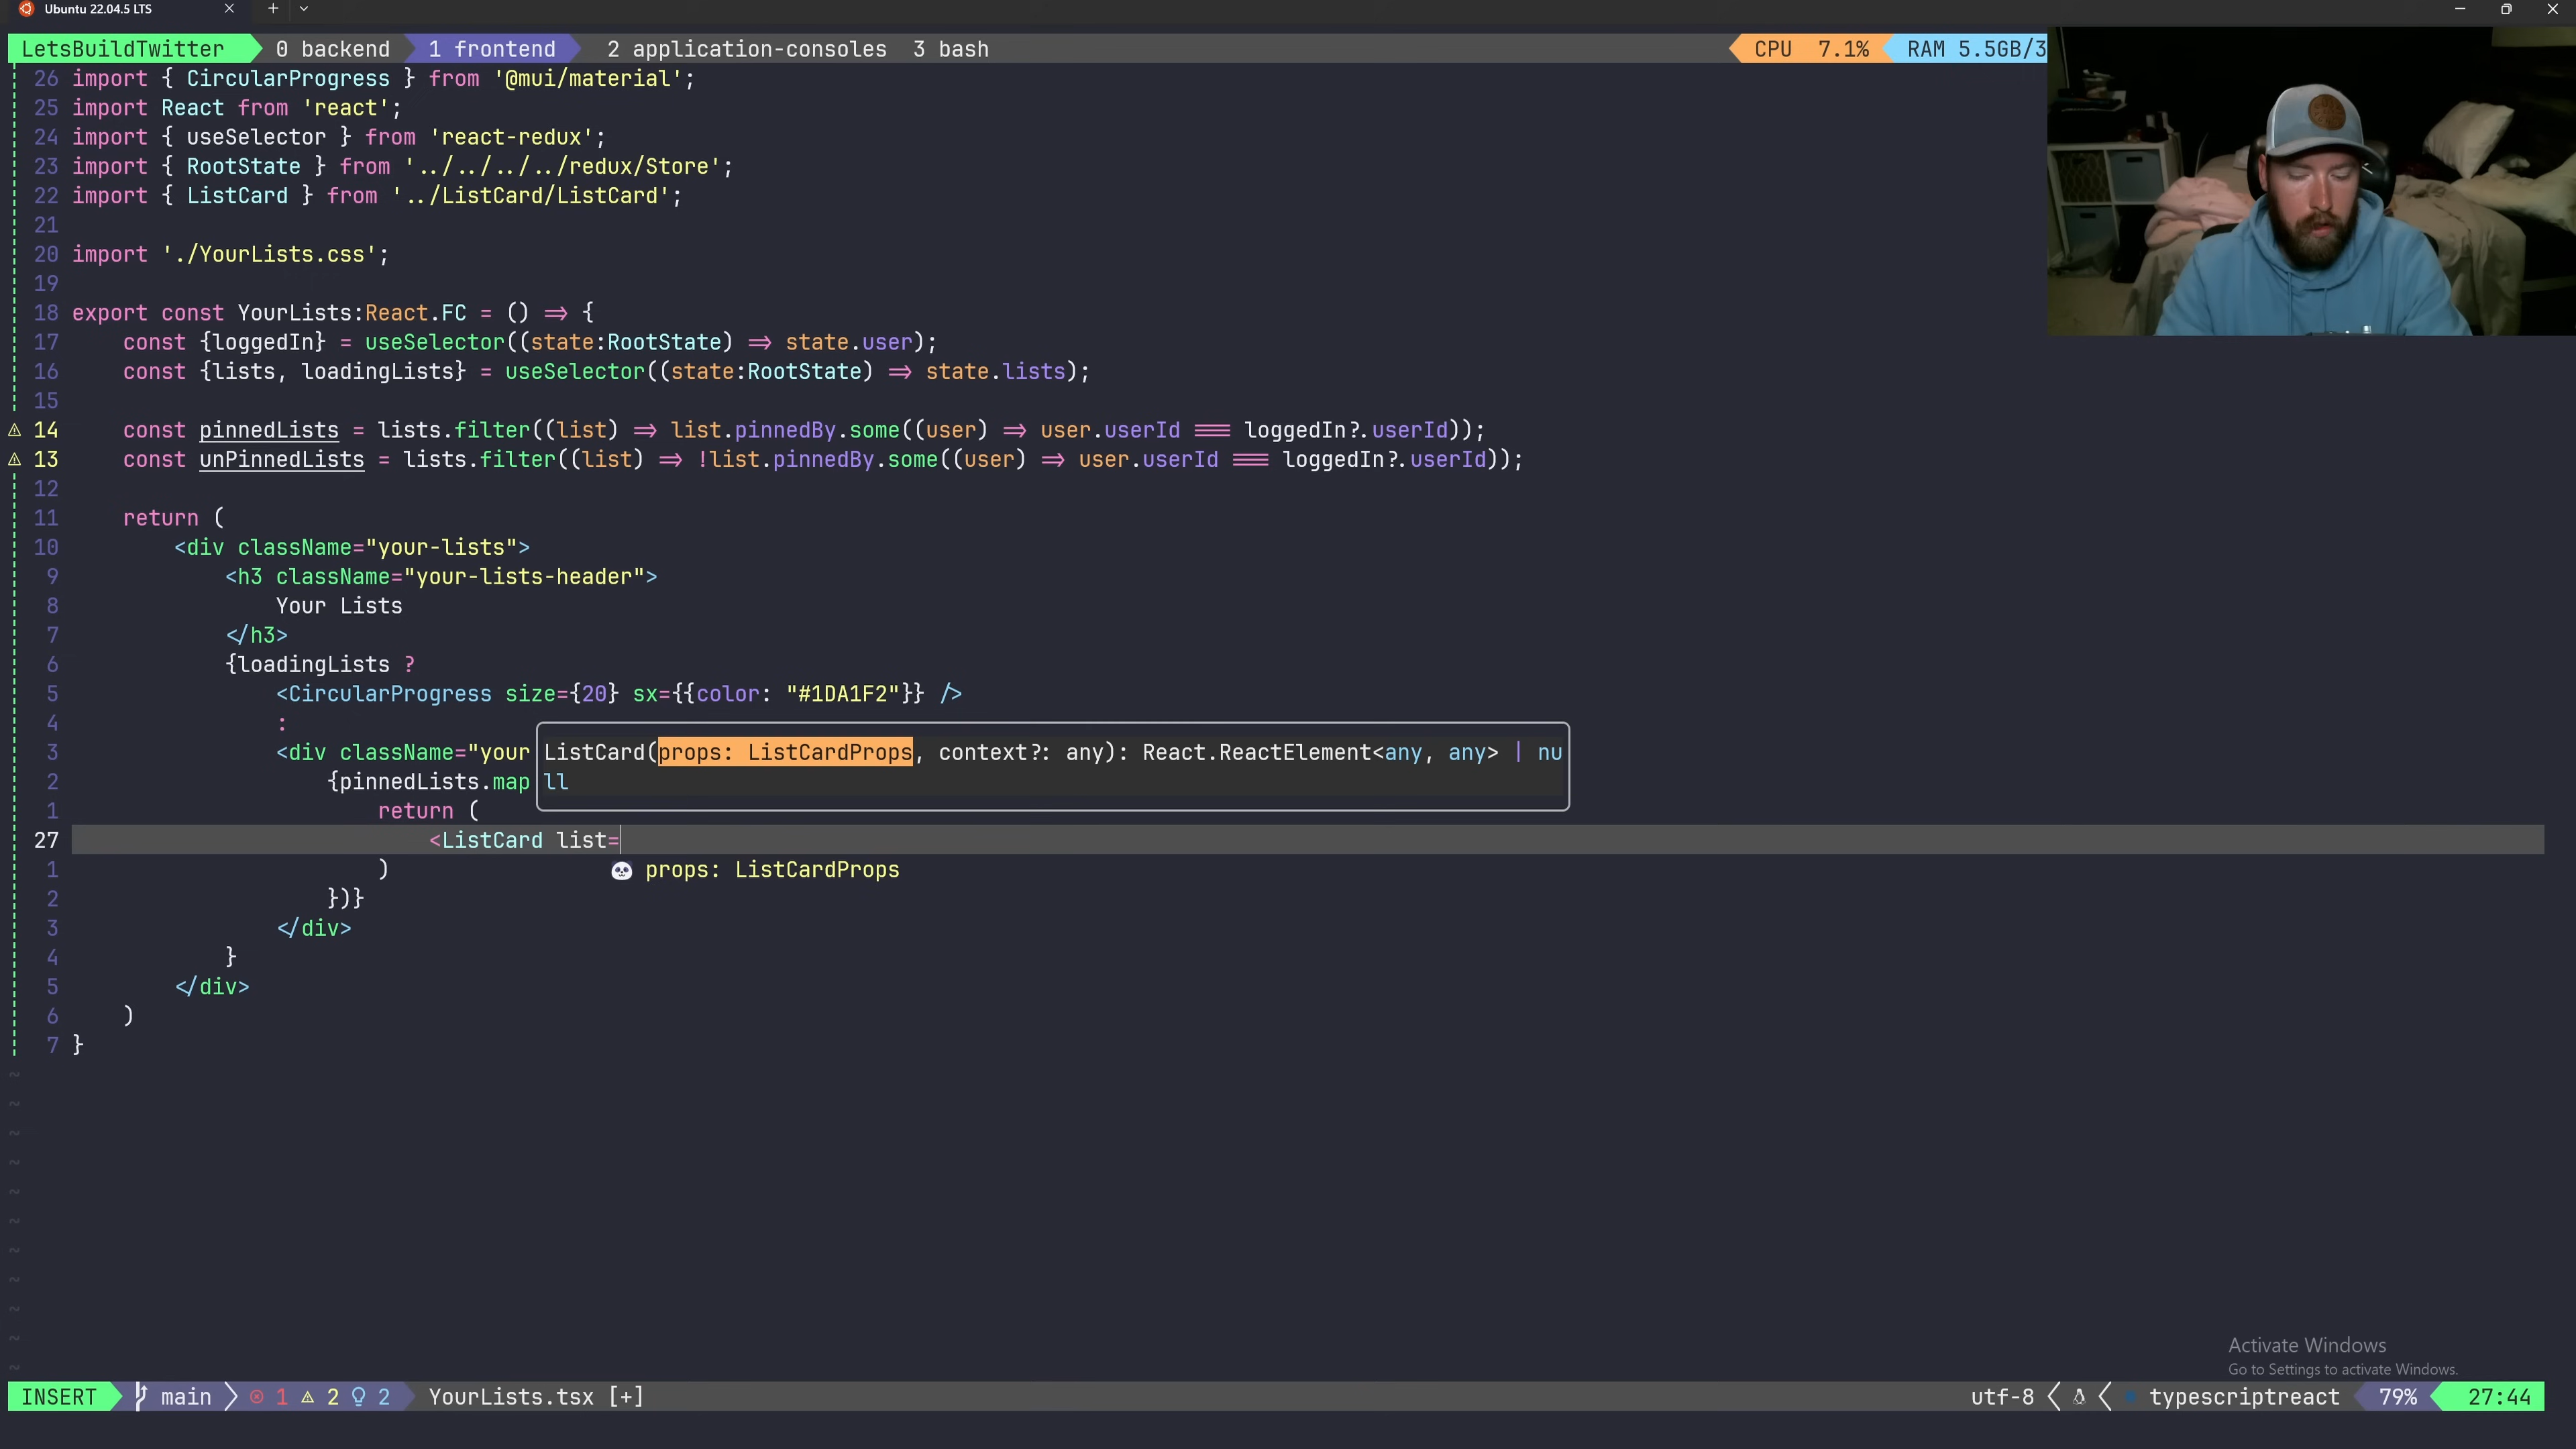 Ubuntu 22.04.5 LTS
LetsBuildTwitter 0 backend 1 frontend 2 application-consoles 3 bash CPU 7.1% RAM 5.5GB/3
26 import { CircularProgress } from '@mui/material';
25 import React from 'react';
24 import { useSelector } from 'react-redux';
23 import { RootState } from '../../../../redux/Store';
22 import { ListCard } from '../ListCard/ListCard';
21
20 import './YourLists.css';
19
18 export const YourLists:React.FC = () => {
17 const {loggedIn} = useSelector((state:RootState) => state.user);
16 const {lists, loadingLists} = useSelector((state:RootState) => state.lists);
15
14 const pinnedLists = lists.filter((list) => list.pinnedBy.some((user) => user.userId === loggedIn?.userId));
13 const unPinnedLists = lists.filter((list) => !list.pinnedBy.some((user) => user.userId === loggedIn?.userId));
12
11 return (
10 <div className="your-lists">
9 <h3 className="your-lists-header">
8 Your Lists
7 </h3>
6 {loadingLists ?
5 <CircularProgress size={20} sx={{color: "#1DA1F2"}} />
4 :
3 <div className="your ListCard(props: ListCardProps, context?: any): React.ReactElement<any, any> | nu
2 {pinnedLists.map ll
1 return (
27 <ListCard list=
1 ) props: ListCardProps
2 })}
3 </div>
4 }
5 </div>
6 )
7 }
~
~
~
~
~
~
~
~
~
~
~
Activate Windows
Go to Settings to activate Windows.
INSERT main 1 2 2 YourLists.tsx [+] utf-8 typescriptreact 79% 27:44